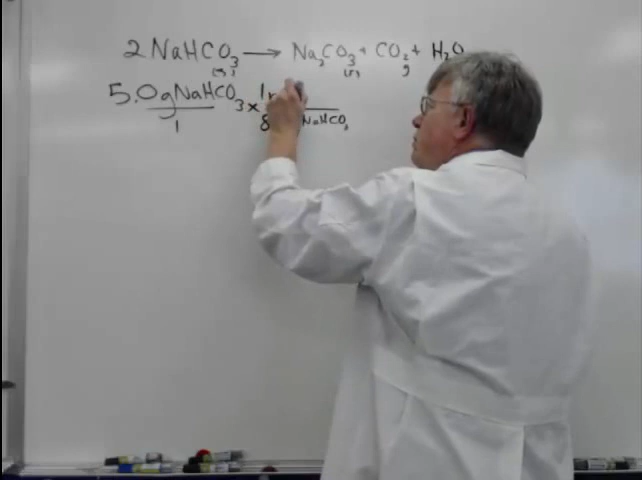 2 NaHCO₃(s) → Na₂CO₃(s) + CO₂ g + H₂O
5.0 g NaHCO₃ × 1
1 8 NaHCO₃